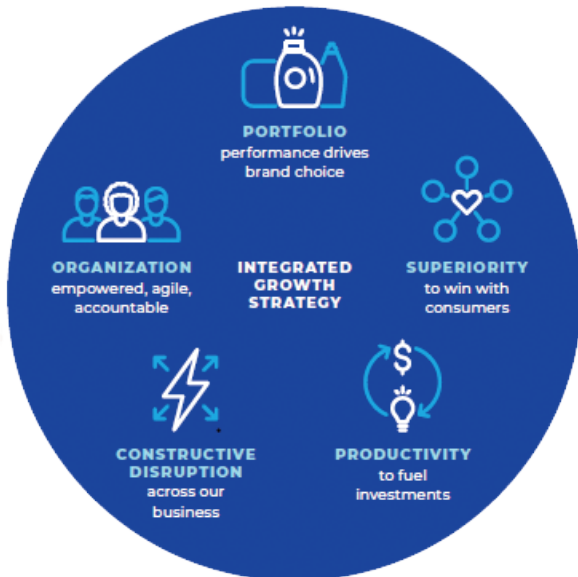 PORTFOLIO
performance drives
brand choice
ORGANIZATION
empowered, agile,
accountable
INTEGRATED
GROWTH
STRATEGY
SUPERIORITY
to win with
consumers
CONSTRUCTIVE
DISRUPTION
across our
business
PRODUCTIVITY
to fuel
investments
$